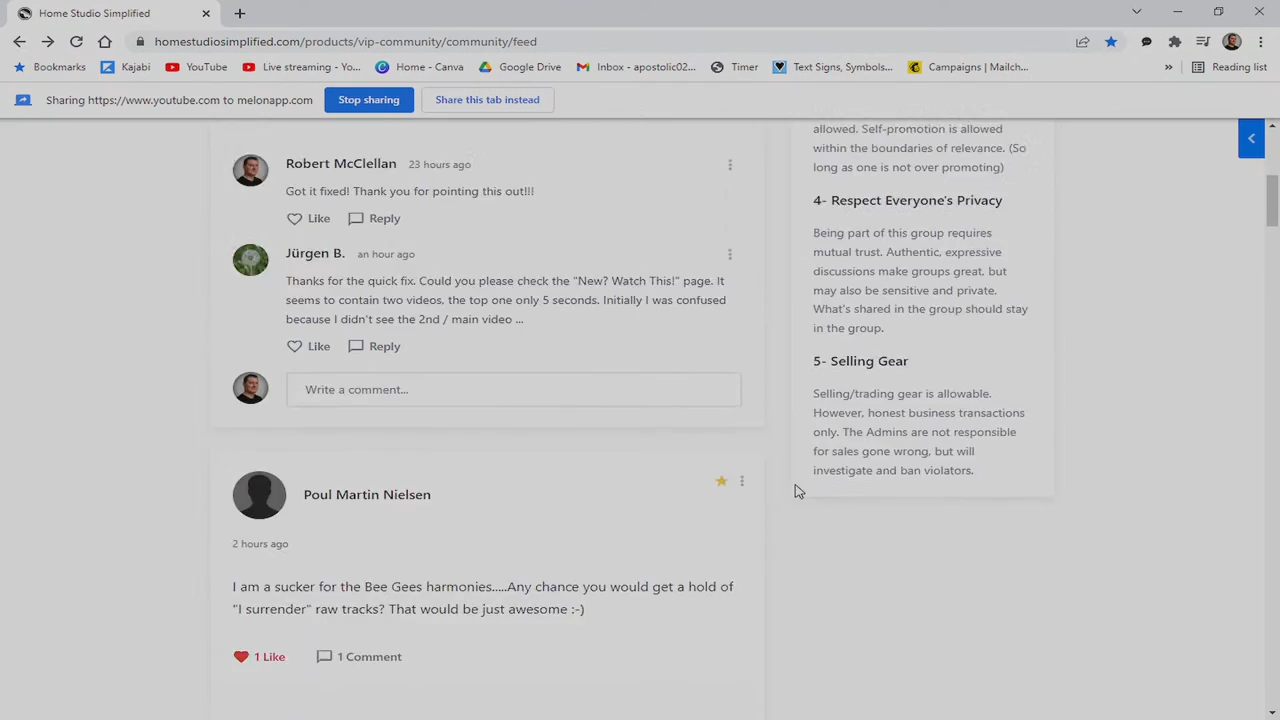 Home Studio Simplified
homestudiosimplified.com/products/vip-community/community/feed
Bookmarks Kajabi YouTube Live streaming - Yo... Home - Canva Google Drive Inbox - apostolic02... Timer Text Signs, Symbols... Campaigns | Mailch... » Reading list
Sharing https://www.youtube.com to melonapp.com Stop sharing Share this tab instead
Robert McClellan 23 hours ago
Got it fixed! Thank you for pointing this out!!!
Like Reply
Jürgen B. an hour ago
Thanks for the quick fix. Could you please check the "New? Watch This!" page. It
seems to contain two videos, the top one only 5 seconds. Initially I was confused
because I didn't see the 2nd / main video ...
Like Reply
Write a comment...
Poul Martin Nielsen
2 hours ago
I am a sucker for the Bee Gees harmonies.....Any chance you would get a hold of
"I surrender" raw tracks? That would be just awesome :-)
1 Like 1 Comment
allowed. Self-promotion is allowed
within the boundaries of relevance. (So
long as one is not over promoting)
4- Respect Everyone's Privacy
Being part of this group requires
mutual trust. Authentic, expressive
discussions make groups great, but
may also be sensitive and private.
What's shared in the group should stay
in the group.
5- Selling Gear
Selling/trading gear is allowable.
However, honest business transactions
only. The Admins are not responsible
for sales gone wrong, but will
investigate and ban violators.